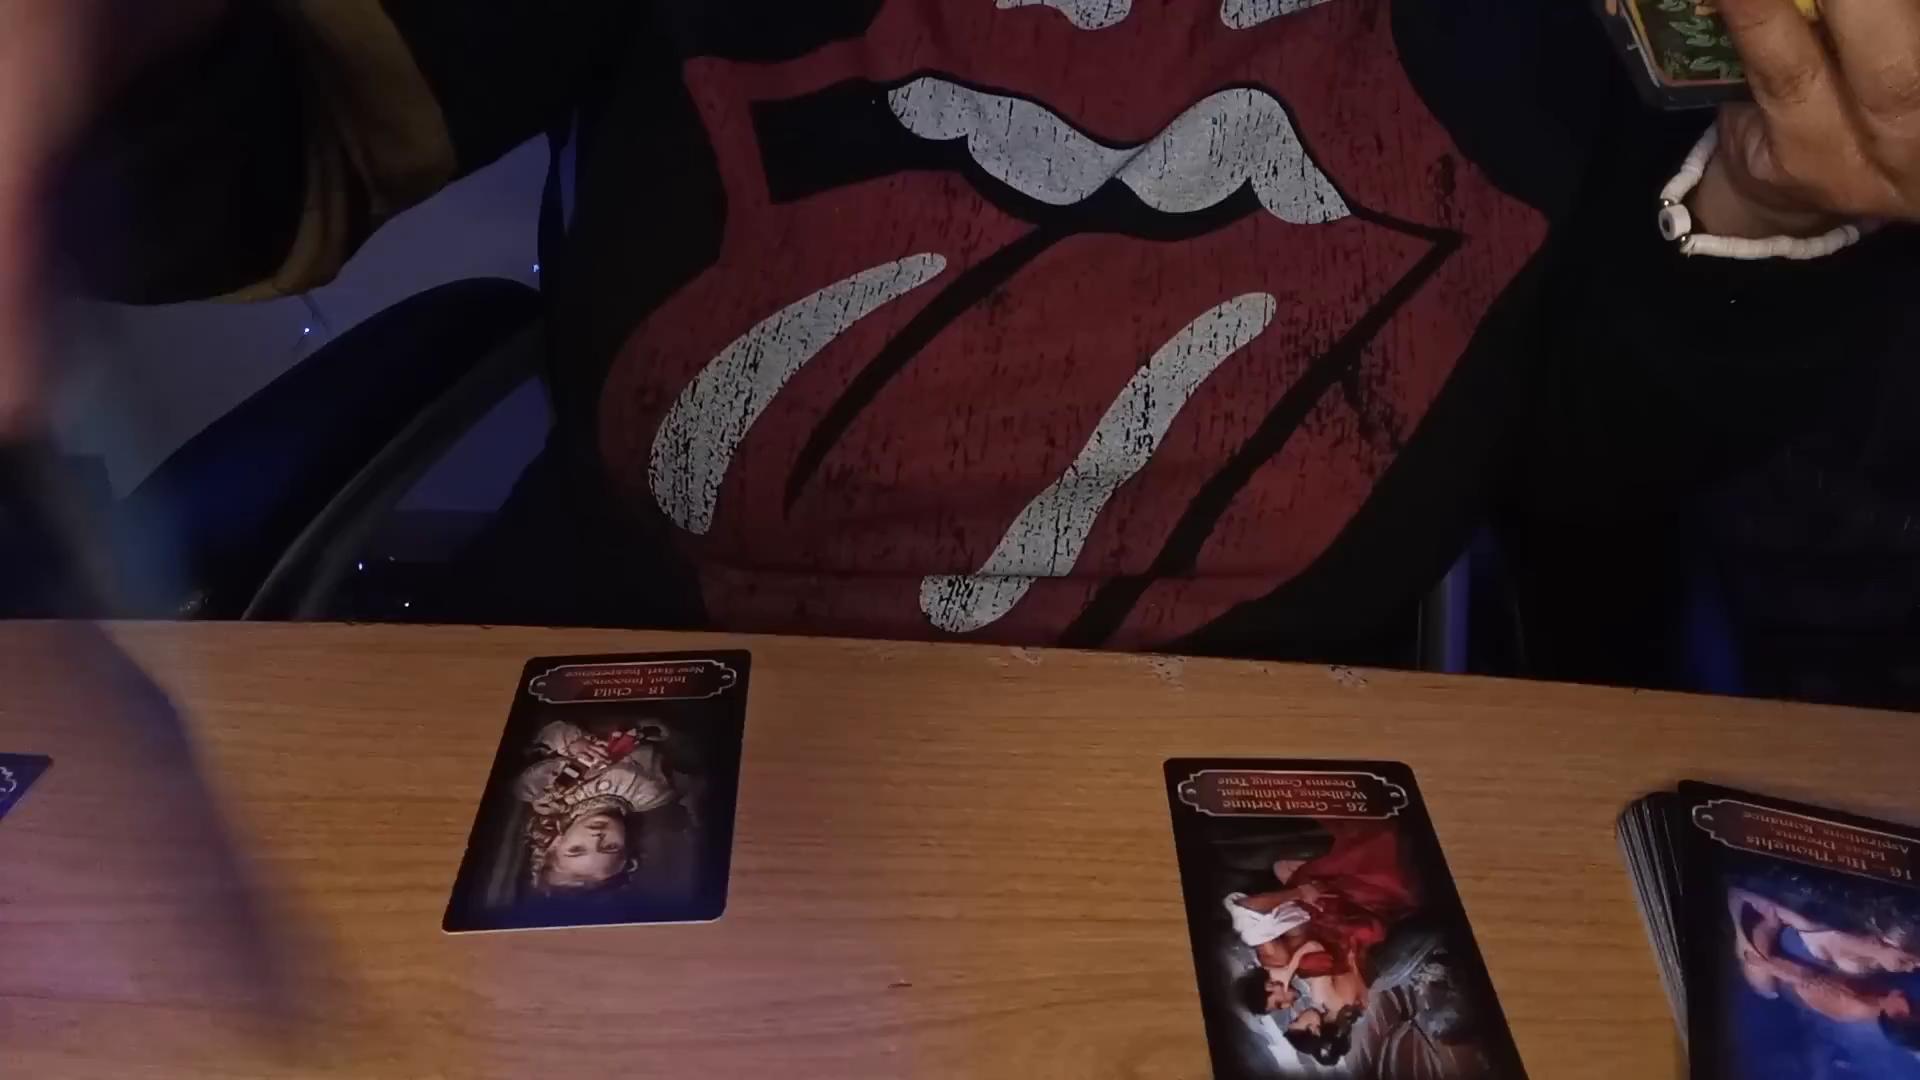 18 – Child
Infant, Innocence,
New Start, Inexperience
26 – Great Fortune
Wellbeing, Fulfillment,
Dreams Coming True
16 – His Thoughts
Ideas, Dreams,
Aspirations, Romance